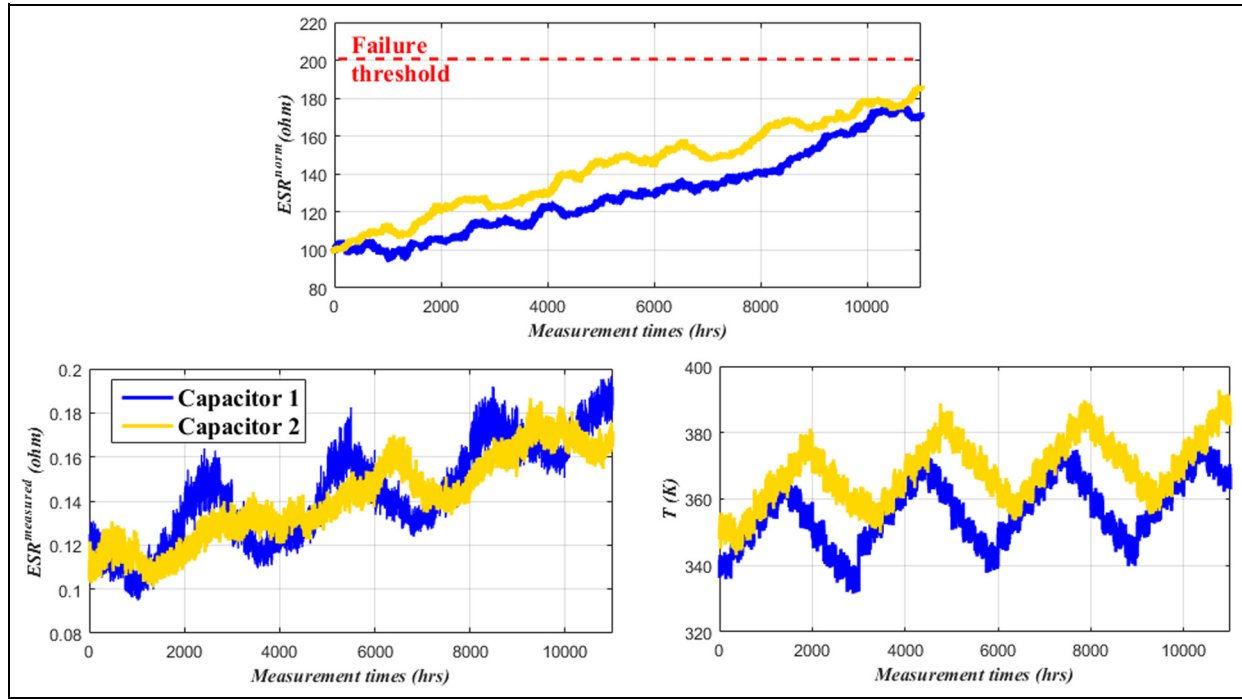 220
200
180
160
140
120
100
80
ESR^norm (ohm)
Failure
threshold
0 2000 4000 6000 8000 10000
Measurement times (hrs)
0.2
0.18
0.16
0.14
0.12
0.1
0.08
ESR^measured (ohm)
Capacitor 1
Capacitor 2
0 2000 4000 6000 8000 10000
Measurement times (hrs)
400
380
360
340
320
T (K)
0 2000 4000 6000 8000 10000
Measurement times (hrs)